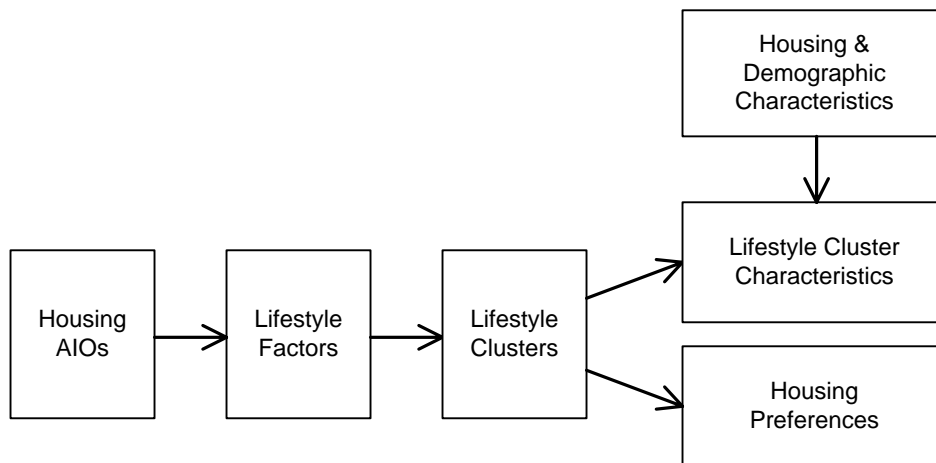 Housing &
Demographic
Characteristics
Lifestyle Cluster
Characteristics
Housing
AIOs
Lifestyle
Factors
Lifestyle
Clusters
Housing
Preferences